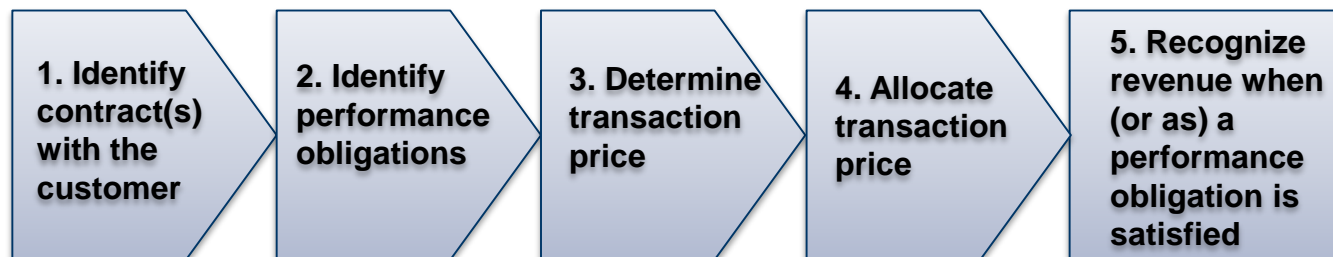 1. Identify
contract(s)
with the
customer
2. Identify
performance
obligations
3. Determine
transaction
price
4. Allocate
transaction
price
5. Recognize
revenue when
(or as) a
performance
obligation is
satisfied